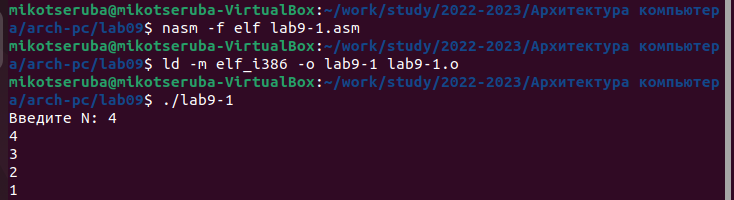 mikotseruba@mikotseruba-VirtualBox:~/work/study/2022-2023/Архитектура компьютер
а/arch-pc/lab09$ nasm -f elf lab9-1.asm
mikotseruba@mikotseruba-VirtualBox:~/work/study/2022-2023/Архитектура компьютер
а/arch-pc/lab09$ ld -m elf_i386 -o lab9-1 lab9-1.o
mikotseruba@mikotseruba-VirtualBox:~/work/study/2022-2023/Архитектура компьютер
а/arch-pc/lab09$ ./lab9-1
Введите N: 4
4
3
2
1